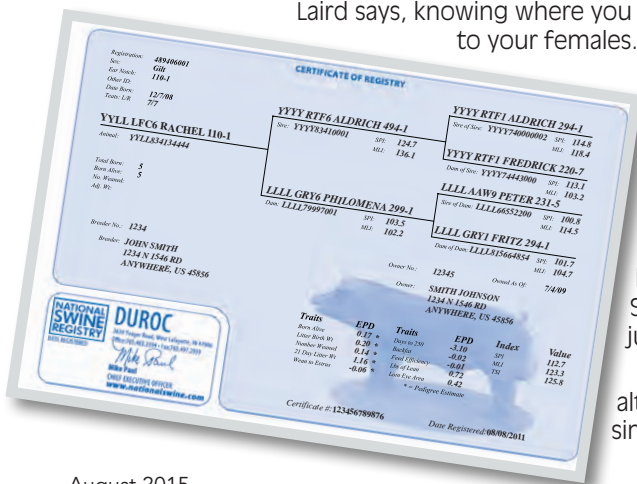 Laird says, knowing where you
to your females.
CERTIFICATE OF REGISTRY
Registration: 489406001
Sex: Gilt
Ear Notch: 110-1
Other ID:
Date Born: 12/7/08
Teats: L/R 7/7
YYLL LFC6 RACHEL 110-1
Animal: YYLL834134444
Total Born: 5
Born Alive: 5
No. Weaned:
Adj. Wt:
YYYY RTF6 ALDRICH 494-1
Sire: YYYY83410001 SPI: 124.7
MLI: 136.1
LLLL GRY6 PHILOMENA 299-1
Dam: LLLL79997001 SPI: 103.5
MLI: 102.2
YYYY RTF1 ALDRICH 294-1
Sire of Sire: YYYY740000002 SPI: 114.8
MLI: 118.4
YYYY RTF1 FREDRICK 220-7
Dam of Sire: YYYY74443000 SPI: 113.1
MLI: 103.2
LLLL AAW9 PETER 231-5
Sire of Dam: LLLL66552200 SPI: 100.8
MLI: 114.5
LLLL GRY1 FRITZ 294-1
Dam of Dam: LLLL815664854 SPI: 101.7
MLI: 104.7
Breeder No.: 1234
Breeder: JOHN SMITH
1234 N 1546 RD
ANYWHERE, US 45856
Owner No.: 12345 Owned As Of: 7/4/09
Owner: SMITH JOHNSON
1234 N 1546 RD
ANYWHERE, US 45856
NATIONAL
SWINE
REGISTRY
DUROC
Mike Paul
Mike Paul
CHIEF EXECUTIVE OFFICER
www.nationalswine.com
Traits EPD Traits EPD Index Value
Born Alive 0.17 * Days to 250 -3.10 SPI 112.7
Litter Birth Wt 0.20 * Backfat -0.02 MLI 123.1
Number Weaned 0.14 * Feed Efficiency -0.01 TSI 125.8
21 Day Litter Wt 1.16 * Lbs of Lean 0.72
Wean to Estrus -0.06 * Loin Eye Area 0.42
* = Pedigree Estimate
Certificate #: 123456789876
Date Registered: 08/08/2011
ju
alt
sin
August 2015